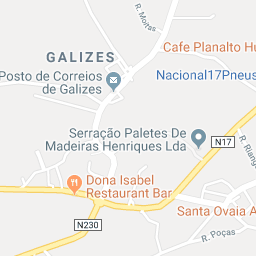 R. Moitas
Cafe Planalto Hu
GALIZES
Posto de Correios
de Galizes
Nacional17Pneus
Serração Paletes De
Madeiras Henriques Lda
N17
R. Riang
Dona Isabel
Restaurant Bar
Santa Ovaia A
N230
R. Poças